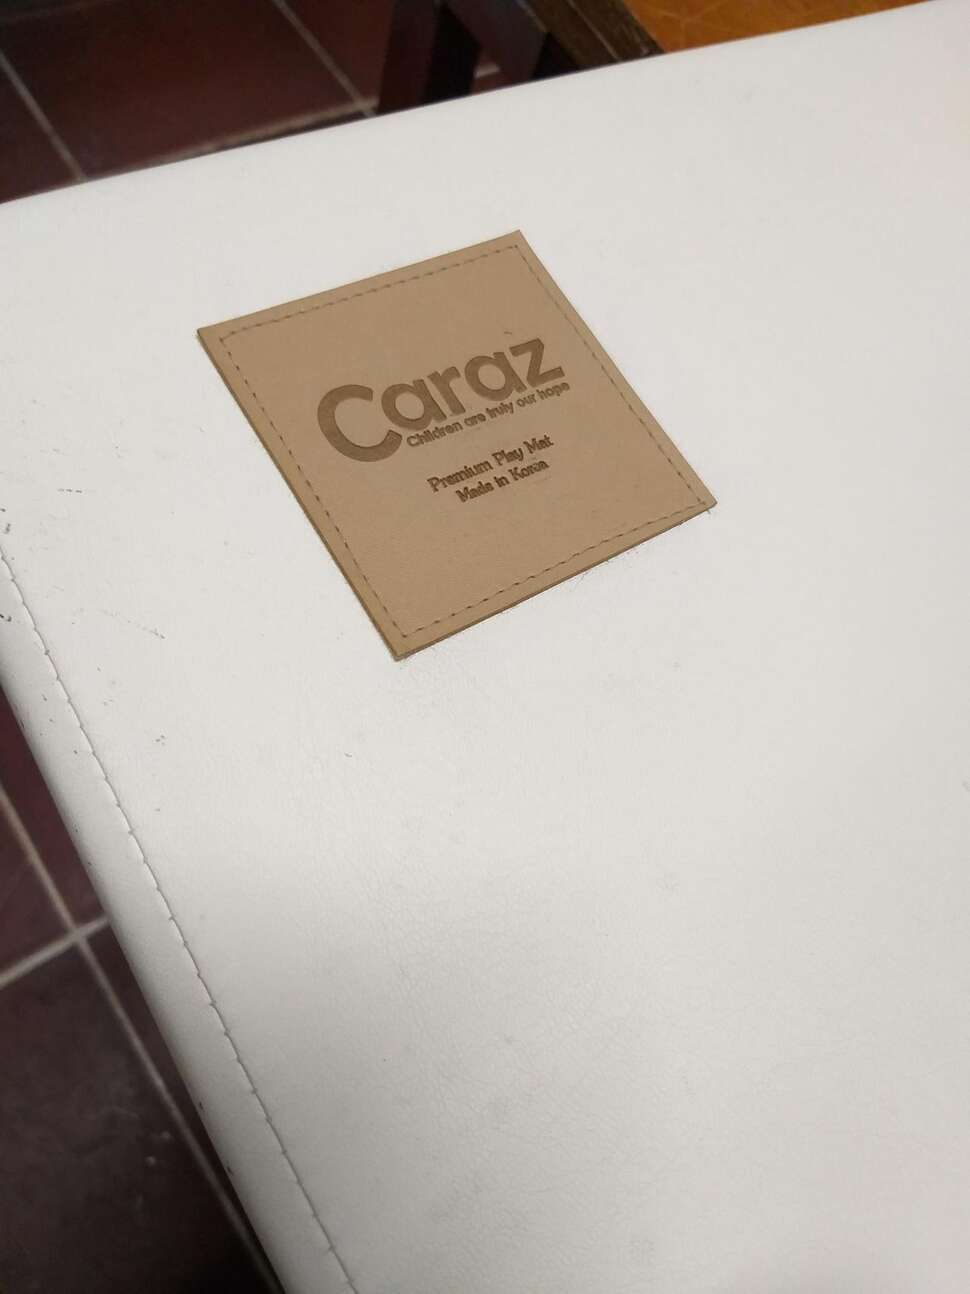 Caraz
Children are truly our hope
Premium Play Mat
Made in Korea